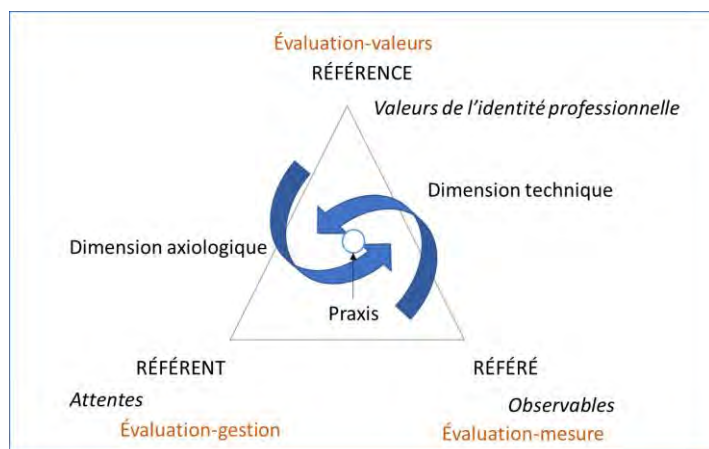 Évaluation-valeurs
RÉFÉRENCE
Valeurs de l'identité professionnelle
Dimension technique
Dimension axiologique
Praxis
RÉFÉRENT
RÉFÉRÉ
Attentes
Observables
Évaluation-gestion
Évaluation-mesure